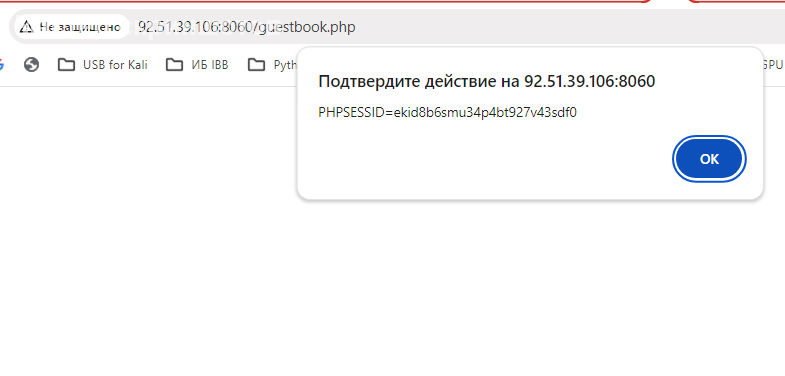 Не защищено 92.51.39.106:8060/guestbook.php
USB for Kali ИБ IBB Pyth GPU
Подтвердите действие на 92.51.39.106:8060
PHPSESSID=ekid8b6smu34p4bt927v43sdf0
ОК